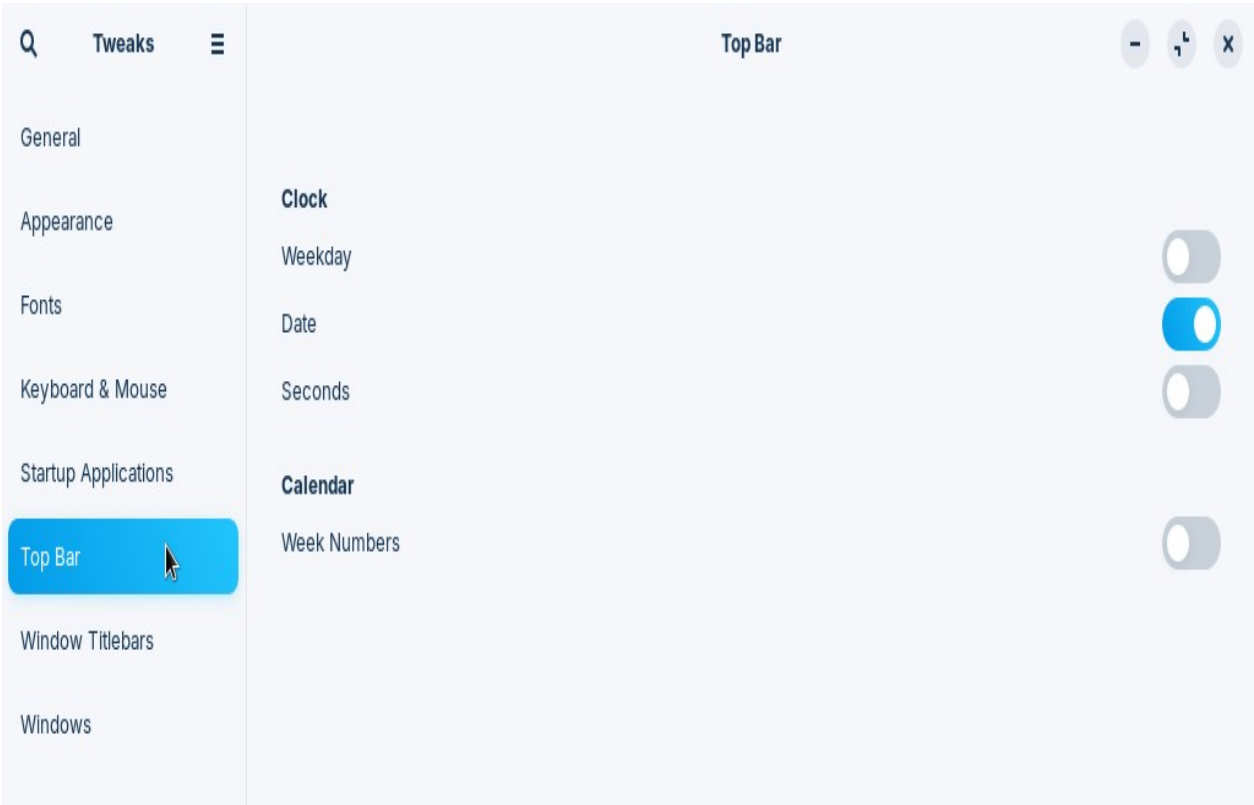 Tweaks
Top Bar
General
Appearance
Fonts
Keyboard & Mouse
Startup Applications
Top Bar
Window Titlebars
Windows
Clock
Weekday
Date
Seconds
Calendar
Week Numbers